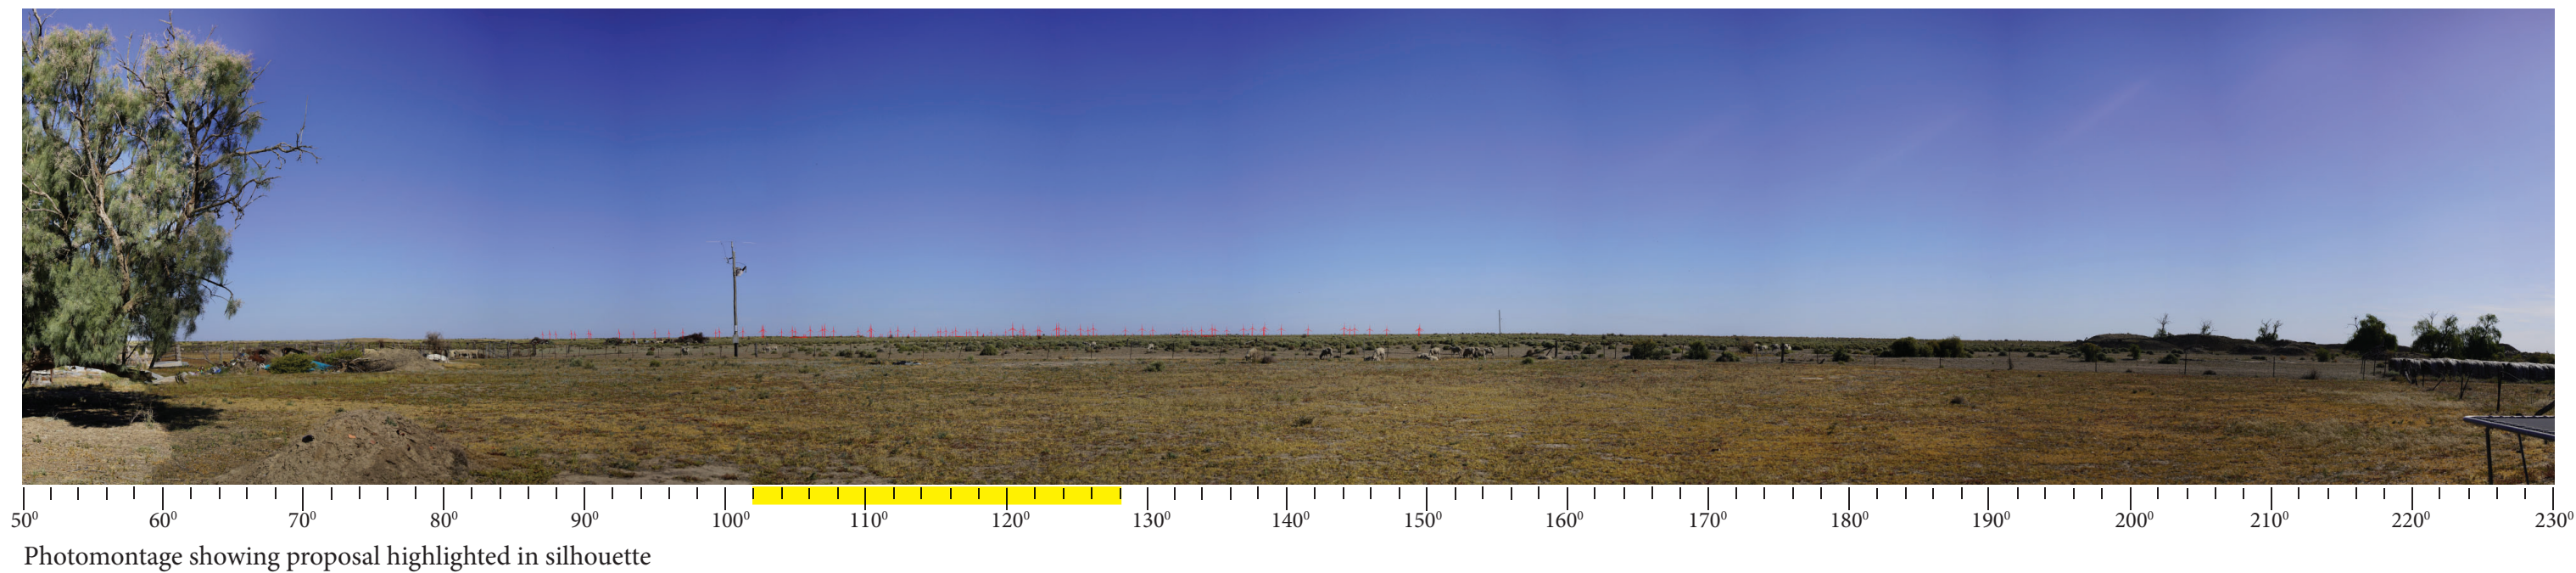 50⁰ 60⁰ 70⁰ 80⁰ 90⁰ 100⁰ 110⁰ 120⁰ 130⁰ 140⁰ 150⁰ 160⁰ 170⁰ 180⁰ 190⁰ 200⁰ 210⁰ 220⁰ 230⁰
Photomontage showing proposal highlighted in silhouette